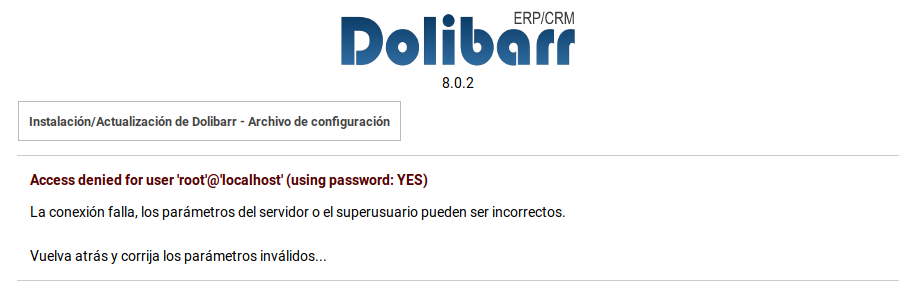 ERP/CRM
Dolibarr
8.0.2
Instalación/Actualización de Dolibarr - Archivo de configuración
Access denied for user 'root'@'localhost' (using password: YES)
La conexión falla, los parámetros del servidor o el superusuario pueden ser incorrectos.
Vuelva atrás y corrija los parámetros inválidos...